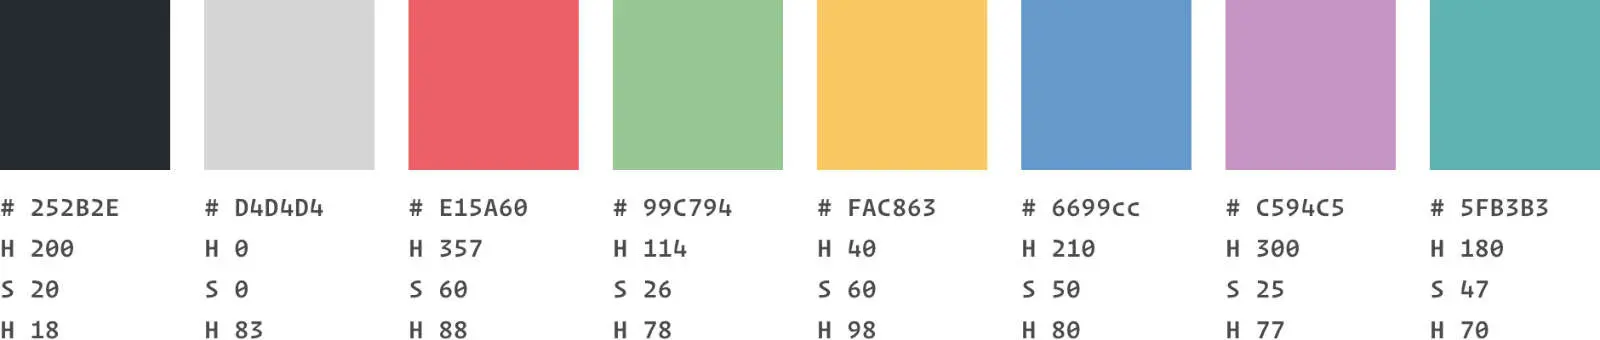 # 252B2E
H 200
S 20
H 18
# D4D4D4
H 0
S 0
H 83
# E15A60
H 357
S 60
H 88
# 99C794
H 114
S 26
H 78
# FAC863
H 40
S 60
H 98
# 6699cc
H 210
S 50
H 80
# C594C5
H 300
S 25
H 77
# 5FB3B3
H 180
S 47
H 70